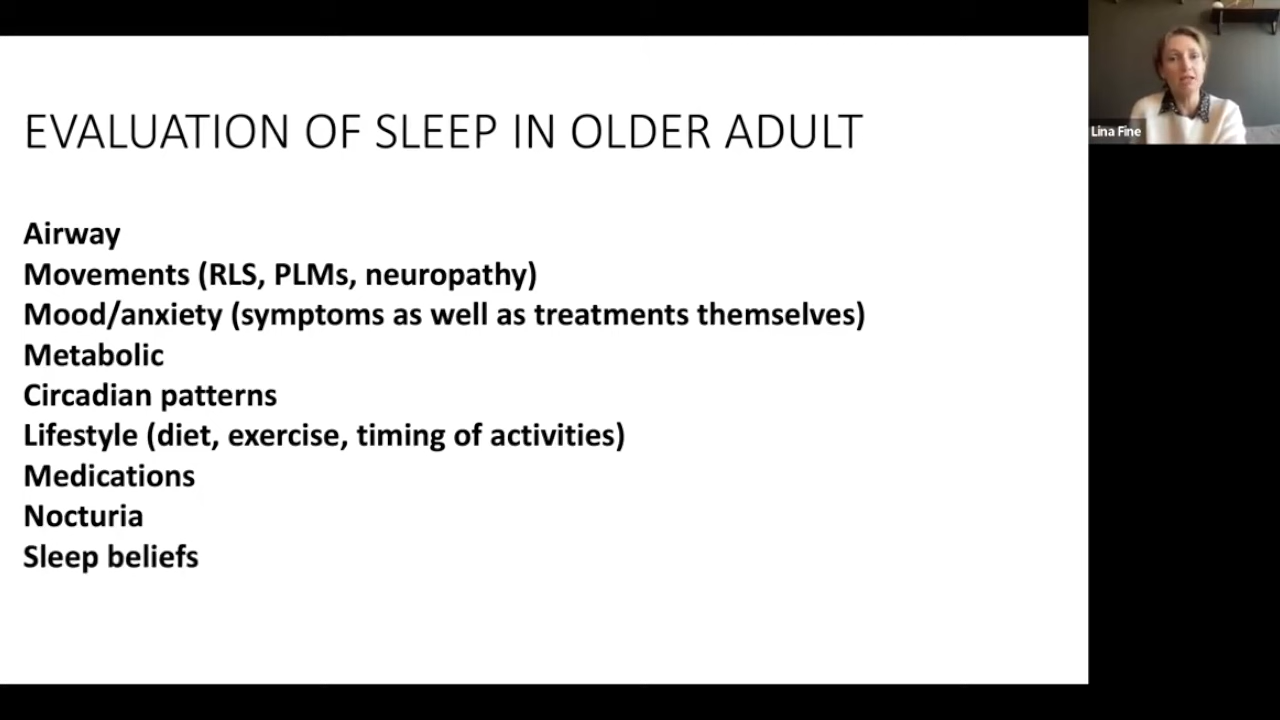 EVALUATION OF SLEEP IN OLDER ADULT
Airway
Movements (RLS, PLMs, neuropathy)
Mood/anxiety (symptoms as well as treatments themselves)
Metabolic
Circadian patterns
Lifestyle (diet, exercise, timing of activities)
Medications
Nocturia
Sleep beliefs
Lina Fine